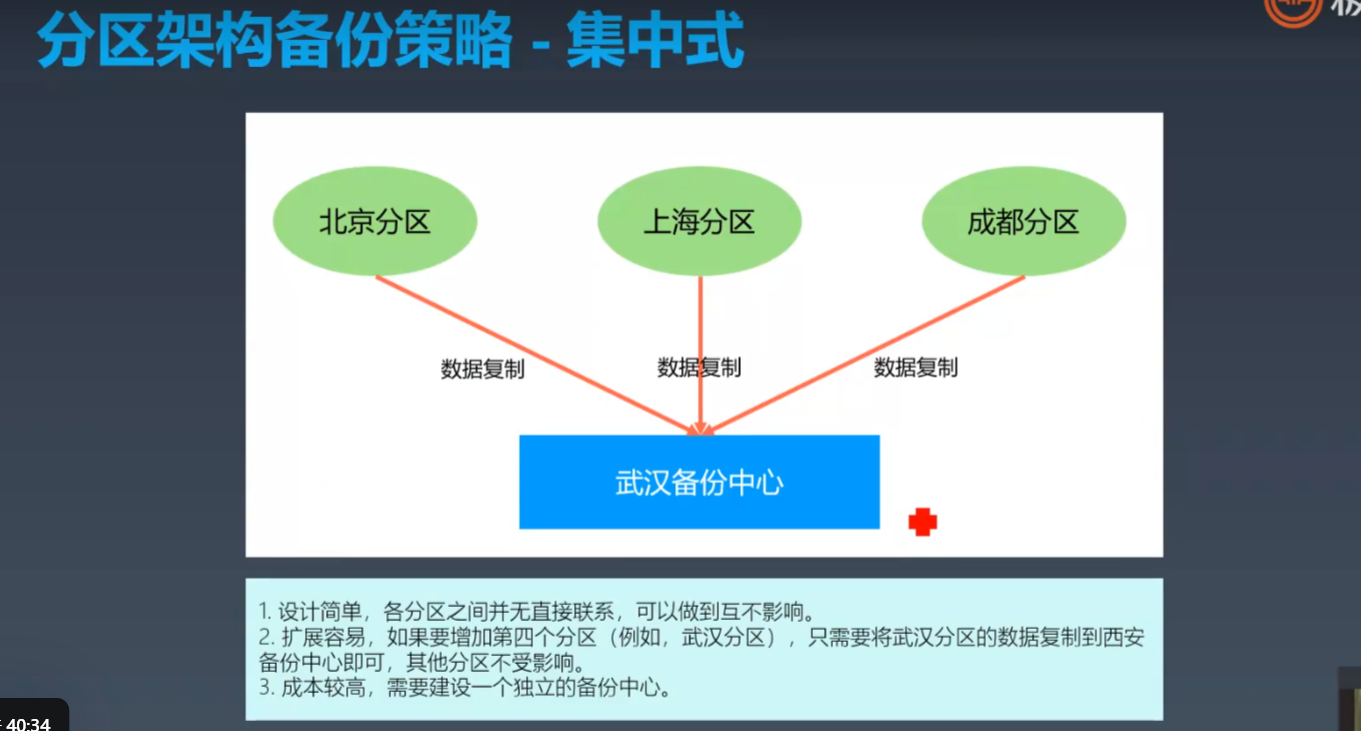 分区架构备份策略 - 集中式
北京分区
上海分区
成都分区
数据复制
数据复制
数据复制
武汉备份中心
1. 设计简单，各分区之间并无直接联系，可以做到互不影响。
2. 扩展容易，如果要增加第四个分区（例如，武汉分区），只需要将武汉分区的数据复制到西安
备份中心即可，其他分区不受影响。
3. 成本较高，需要建设一个独立的备份中心。
40:34